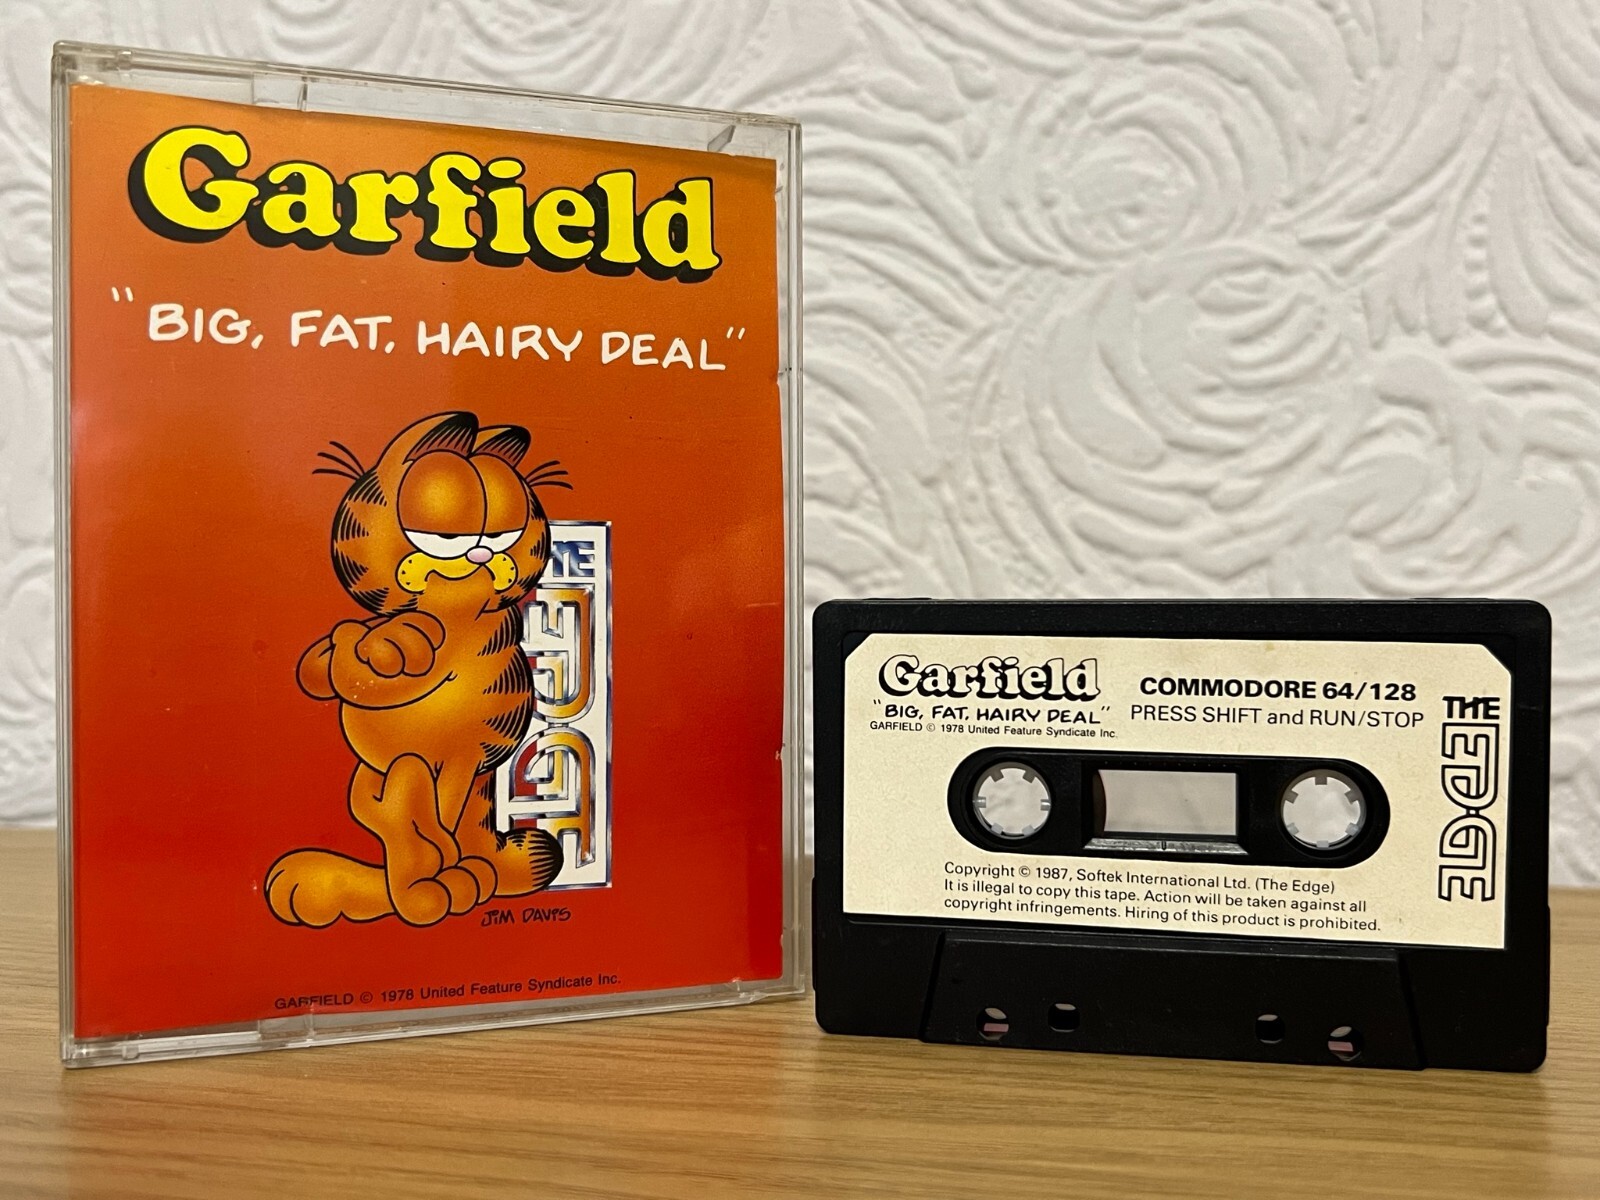 Garfield
"BIG, FAT, HAIRY DEAL"
THE EDGE
JIM DAVIS
GARFIELD © 1978 United Feature Syndicate Inc.
Garfield
"BIG, FAT, HAIRY DEAL"
GARFIELD © 1978 United Feature Syndicate Inc.
COMMODORE 64/128
PRESS SHIFT and RUN/STOP
THE EDGE
Copyright © 1987, Softek International Ltd. (The Edge)
It is illegal to copy this tape. Action will be taken against all
copyright infringements. Hiring of this product is prohibited.